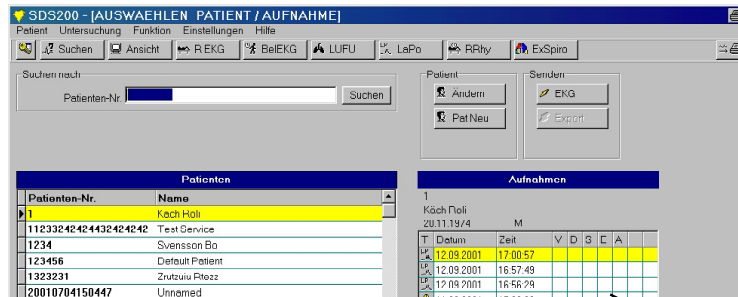 SDS200 - [AUSWAEHLEN PATIENT / AUFNAHME]
Patient Untersuchung Funktion Einstellungen Hilfe
Suchen Ansicht R EKG BelEKG LUFU LaPo RRhy ExSpiro
Suchen nach
Patienten-Nr. Suchen
Patient
Ändern
Pat Neu
Senden
EKG
Export
Patienten
Patienten-Nr. Name
1 Käch Roli
11233242424432424242 Test Service
1234 Svensson Bo
123456 Default Patient
1323231
20010704150447 Unnamed
Aufnahmen
1
Käch Roli
20.11.1974 M
T Datum Zeit V D S E A
12.09.2001 17:00:57
12.09.2001 16:57:49
12.09.2001 16:56:29